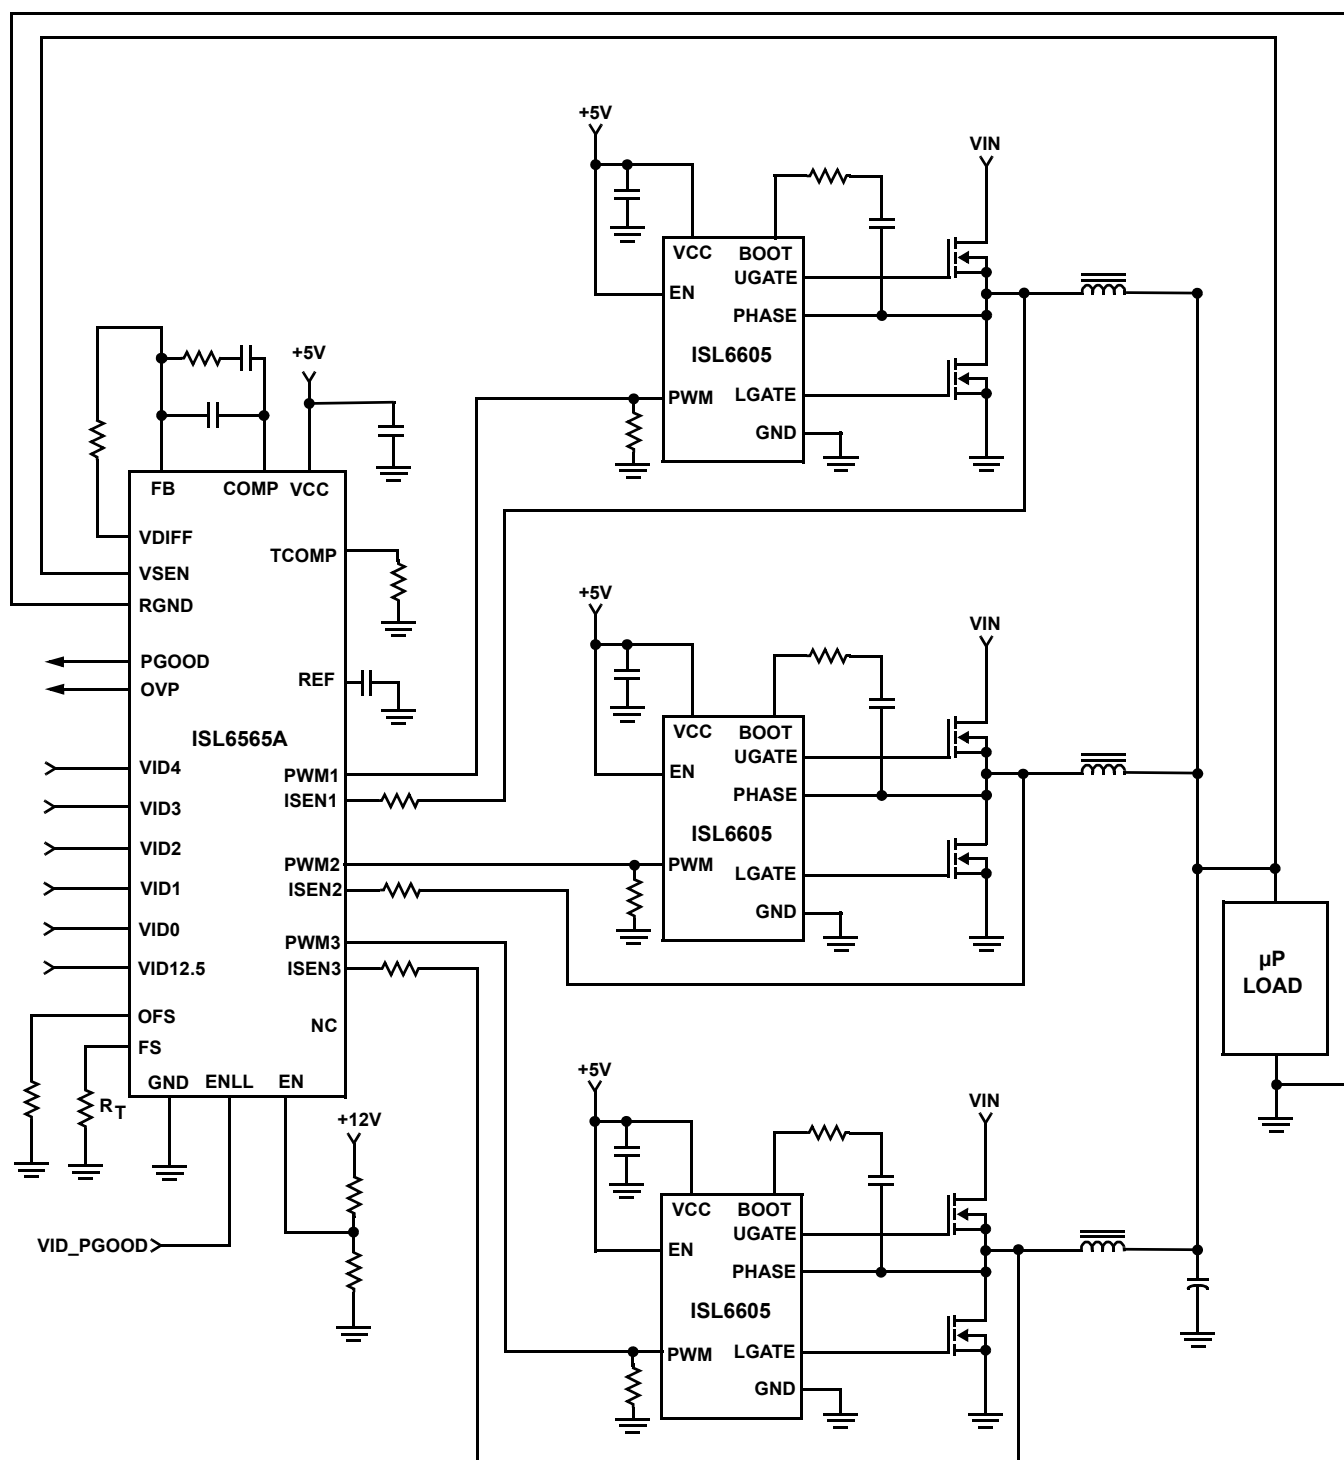 +5V
VIN
VCC
BOOT
UGATE
EN
PHASE
ISL6605
PWM
LGATE
GND
+5V
FB
COMP
VCC
VDIFF
TCOMP
VSEN
RGND
PGOOD
REF
OVP
ISL6565A
VID4
PWM1
VID3
ISEN1
VID2
PWM2
VID1
ISEN2
VID0
PWM3
VID12.5
ISEN3
OFS
NC
FS
GND
ENLL
EN
RT
+12V
VID_PGOOD
+5V
VIN
VCC
BOOT
UGATE
EN
PHASE
ISL6605
PWM
LGATE
GND
µP
LOAD
+5V
VIN
VCC
BOOT
UGATE
EN
PHASE
ISL6605
PWM
LGATE
GND